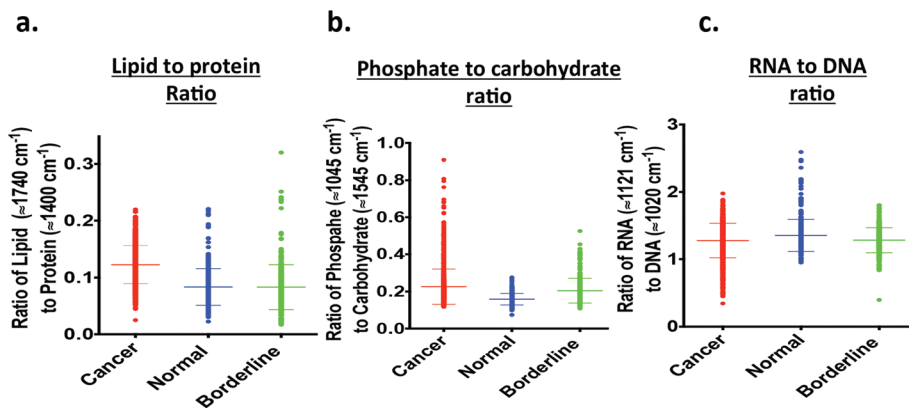 a.
Lipid to protein
Ratio
Ratio of Lipid (≈1740 cm⁻¹)
to Protein (≈1400 cm⁻¹)
0.3
0.2
0.1
0.0
Cancer
Normal
Borderline
b.
Phosphate to carbohydrate
ratio
Ratio of Phospahe (≈1045 cm⁻¹)
to Carbohydrate (≈1545 cm⁻¹)
1.0
0.8
0.6
0.4
0.2
0.0
Cancer
Normal
Borderline
c.
RNA to DNA
ratio
Ratio of RNA (≈1121 cm⁻¹)
to DNA (≈1020 cm⁻¹)
3
2
1
0
Cancer
Normal
Borderline